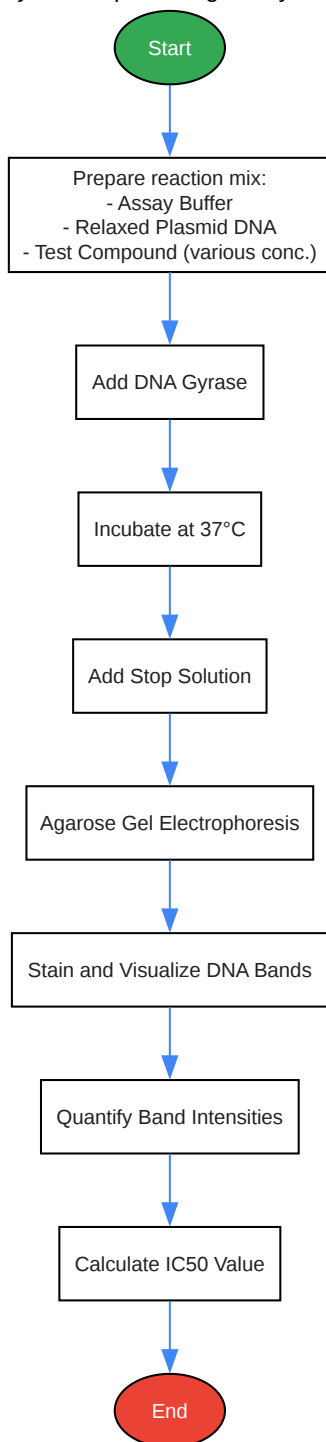 Start
Prepare reaction mix:
- Assay Buffer
- Relaxed Plasmid DNA
- Test Compound (various conc.)
Add DNA Gyrase
Incubate at 37°C
Add Stop Solution
Agarose Gel Electrophoresis
Stain and Visualize DNA Bands
Quantify Band Intensities
Calculate IC50 Value
End